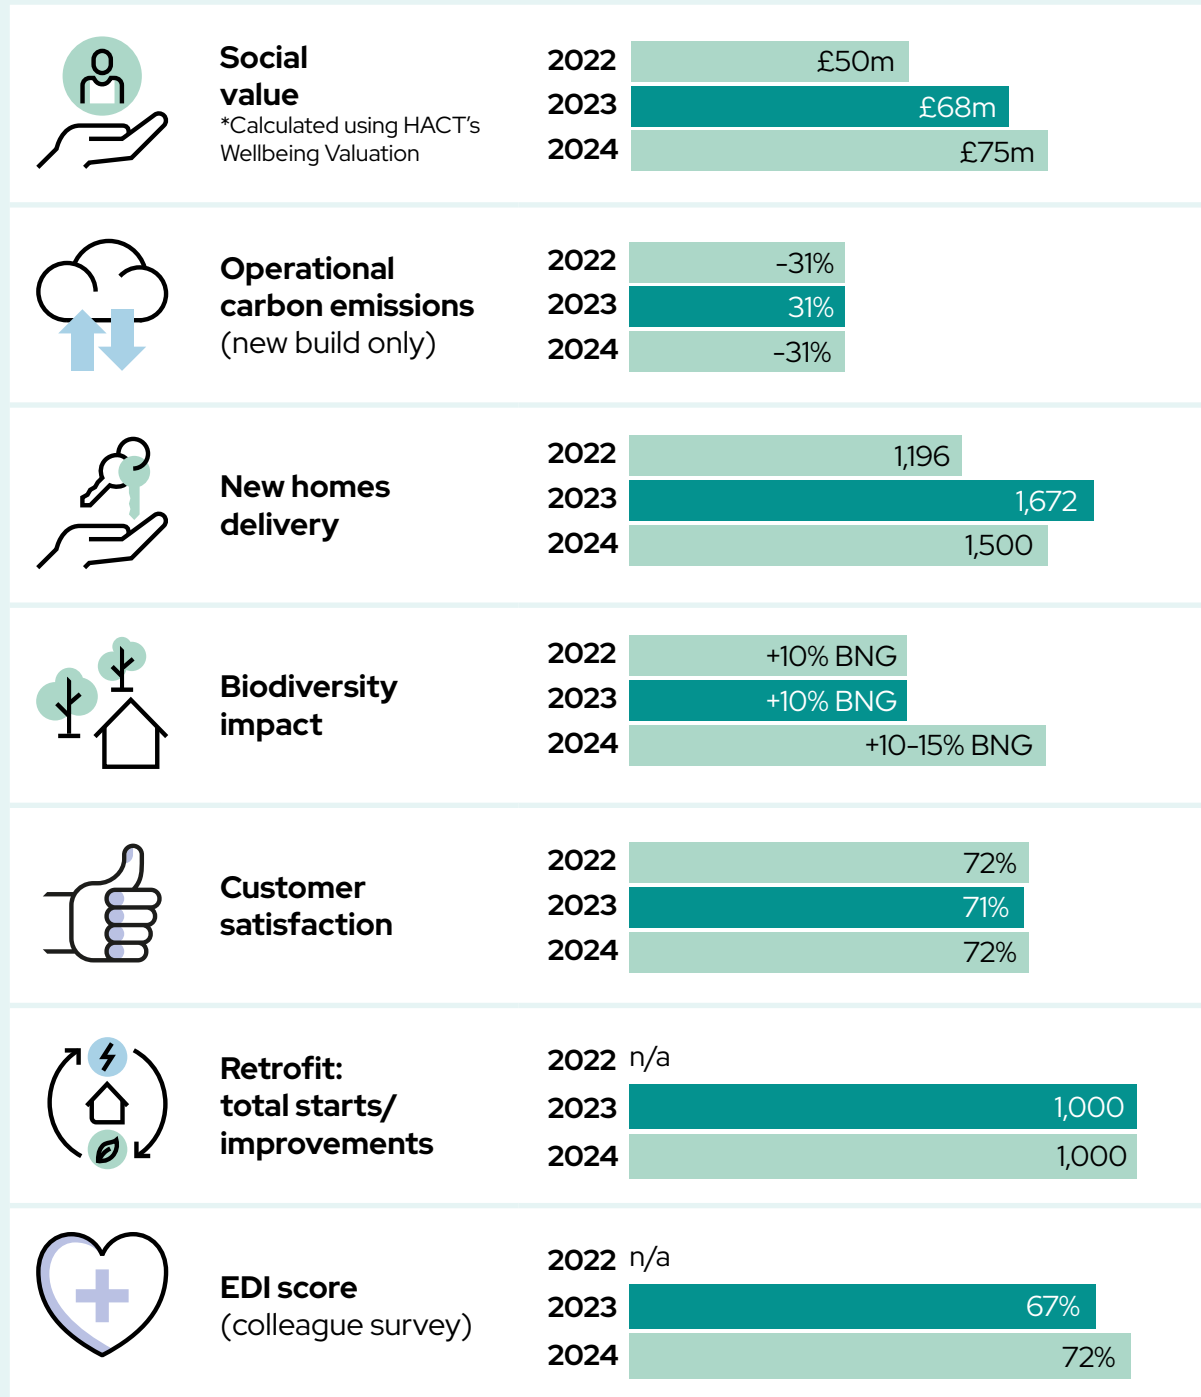 Social
value
*Calculated using HACT's
Wellbeing Valuation
2022 £50m
2023 £68m
2024 £75m
Operational
carbon emissions
(new build only)
2022 -31%
2023 31%
2024 -31%
New homes
delivery
2022 1,196
2023 1,672
2024 1,500
Biodiversity
impact
2022 +10% BNG
2023 +10% BNG
2024 +10-15% BNG
Customer
satisfaction
2022 72%
2023 71%
2024 72%
Retrofit:
total starts/
improvements
2022 n/a
2023 1,000
2024 1,000
EDI score
(colleague survey)
2022 n/a
2023 67%
2024 72%